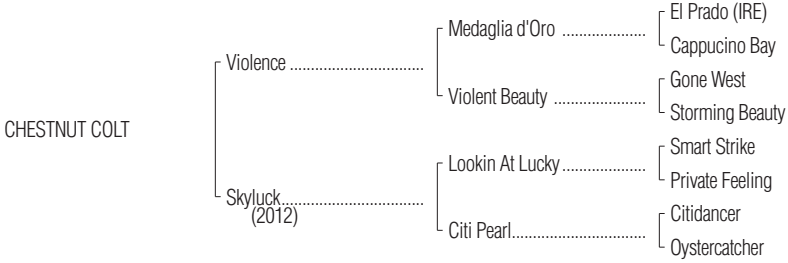 El Prado (IRE)
Medaglia d'Oro ....................
Cappucino Bay
Violence ................................
Gone West
Violent Beauty ......................
Storming Beauty
CHESTNUT COLT
Smart Strike
Lookin At Lucky ....................
Private Feeling
Skyluck..................................
(2012)
Citidancer
Citi Pearl................................
Oystercatcher